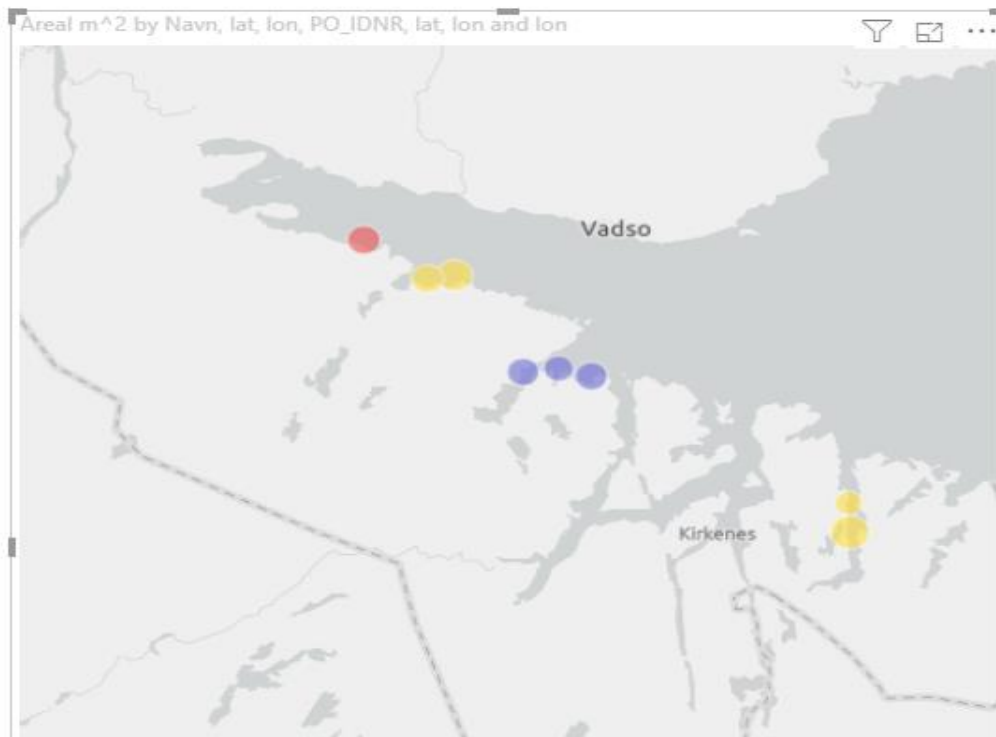 Areal m^2 by Navn, lat, lon, PO_IDNR, lat, lon and lon
Vadso
Kirkenes